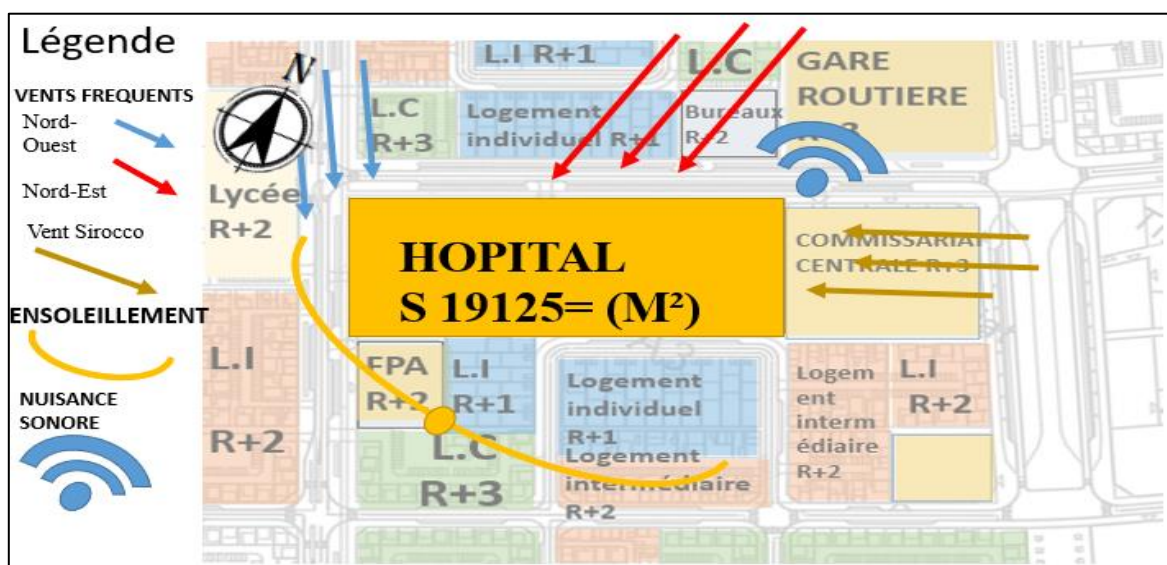 Légende
VENTS FREQUENTS
Nord-
Ouest
Nord-Est
Vent Sirocco
ENSOLEILLEMENT
NUISANCE
SONORE
N
L.I R+1
L.C
GARE
ROUTIERE
L.C
R+3
Logement
individuel R+1
Bureaux
R+2
Lycée
R+2
HOPITAL
S 19125= (M²)
COMMISSARIAT
CENTRALE R+3
L.I
R+2
EPA
R+2
L.I
R+1
L.C
R+3
Logement
individuel
R+1
Logement
intermédiaire
R+2
Logem
ent
interm
édiaire
R+2
L.I
R+2